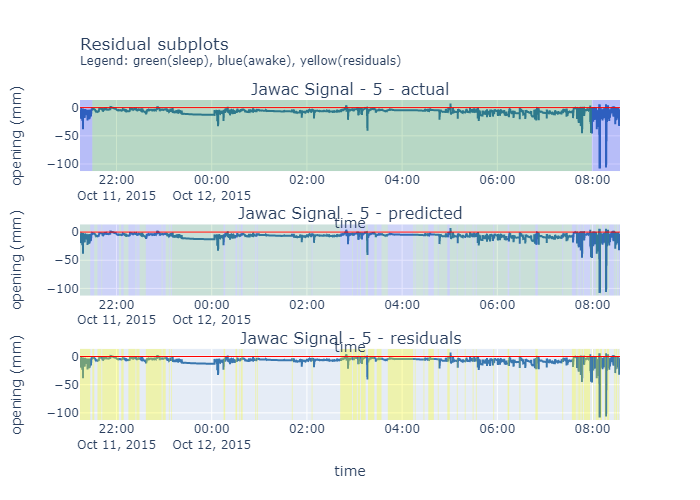 Residual subplots
Legend: green(sleep), blue(awake), yellow(residuals)
Jawac Signal - 5 - actual
opening (mm)
0
−50
−100
22:00 00:00 02:00 04:00 06:00 08:00
Oct 11, 2015 Oct 12, 2015
Jawac Signal - 5 - predicted
time
opening (mm)
0
−50
−100
22:00 00:00 02:00 04:00 06:00 08:00
Oct 11, 2015 Oct 12, 2015
Jawac Signal - 5 - residuals
time
opening (mm)
0
−50
−100
22:00 00:00 02:00 04:00 06:00 08:00
Oct 11, 2015 Oct 12, 2015
time